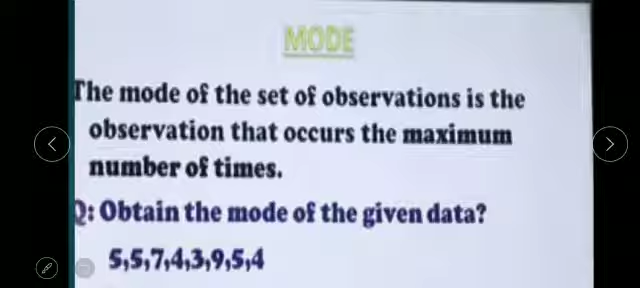 MODE
The mode of the set of observations is the
observation that occurs the maximum
number of times.
Q: Obtain the mode of the given data?
5,5,7,4,3,9,5,4